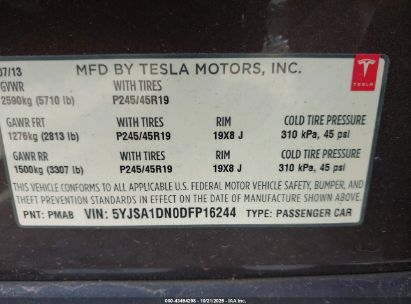 07/13 MFD BY TESLA MOTORS, INC.
GVWR WITH TIRES
2590kg (5710 lb) P245/45R19
GAWR FRT WITH TIRES RIM COLD TIRE PRESSURE
1276kg (2813 lb) P245/45R19 19X8 J 310 kPa, 45 psi
GAWR RR WITH TIRES RIM COLD TIRE PRESSURE
1500kg (3307 lb) P245/45R19 19X8 J 310 kPa, 45 psi
THIS VEHICLE CONFORMS TO ALL APPLICABLE U.S. FEDERAL MOTOR VEHICLE SAFETY, BUMPER, AND
THEFT PREVENTION STANDARDS IN EFFECT ON THE DATE OF MANUFACTURE SHOWN ABOVE.
PNT: PMAB VIN: 5YJSA1DN0DFP16244 TYPE: PASSENGER CAR
TESLA